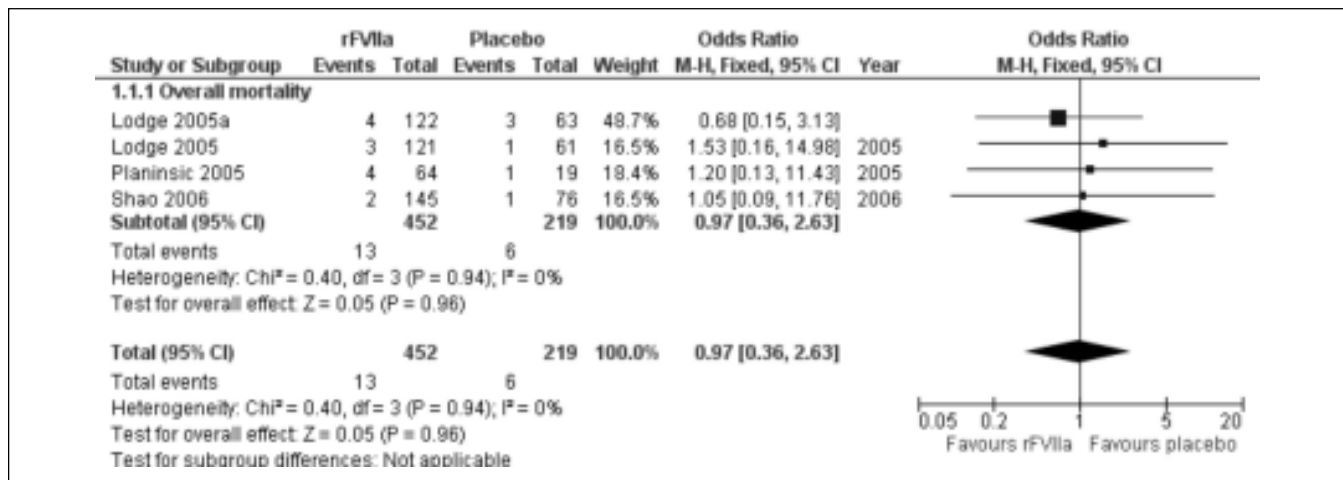 rFVIIa Placebo Odds Ratio Odds Ratio
Study or Subgroup Events Total Events Total Weight M-H, Fixed, 95% CI Year M-H, Fixed, 95% CI
1.1.1 Overall mortality
Lodge 2005a 4 122 3 63 48.7% 0.68 [0.15, 3.13]
Lodge 2005 3 121 1 61 16.5% 1.53 [0.16, 14.98] 2005
Planinsic 2005 4 64 1 19 18.4% 1.20 [0.13, 11.43] 2005
Shao 2006 2 145 1 76 16.5% 1.05 [0.09, 11.76] 2006
Subtotal (95% CI) 452 219 100.0% 0.97 [0.36, 2.63]
Total events 13 6
Heterogeneity: Chi² = 0.40, df = 3 (P = 0.94); I² = 0%
Test for overall effect: Z = 0.05 (P = 0.96)
Total (95% CI) 452 219 100.0% 0.97 [0.36, 2.63]
Total events 13 6
Heterogeneity: Chi² = 0.40, df = 3 (P = 0.94); I² = 0%
Test for overall effect: Z = 0.05 (P = 0.96)
Test for subgroup differences: Not applicable
0.05 0.2 1 5 20
Favours rFVIIa Favours placebo